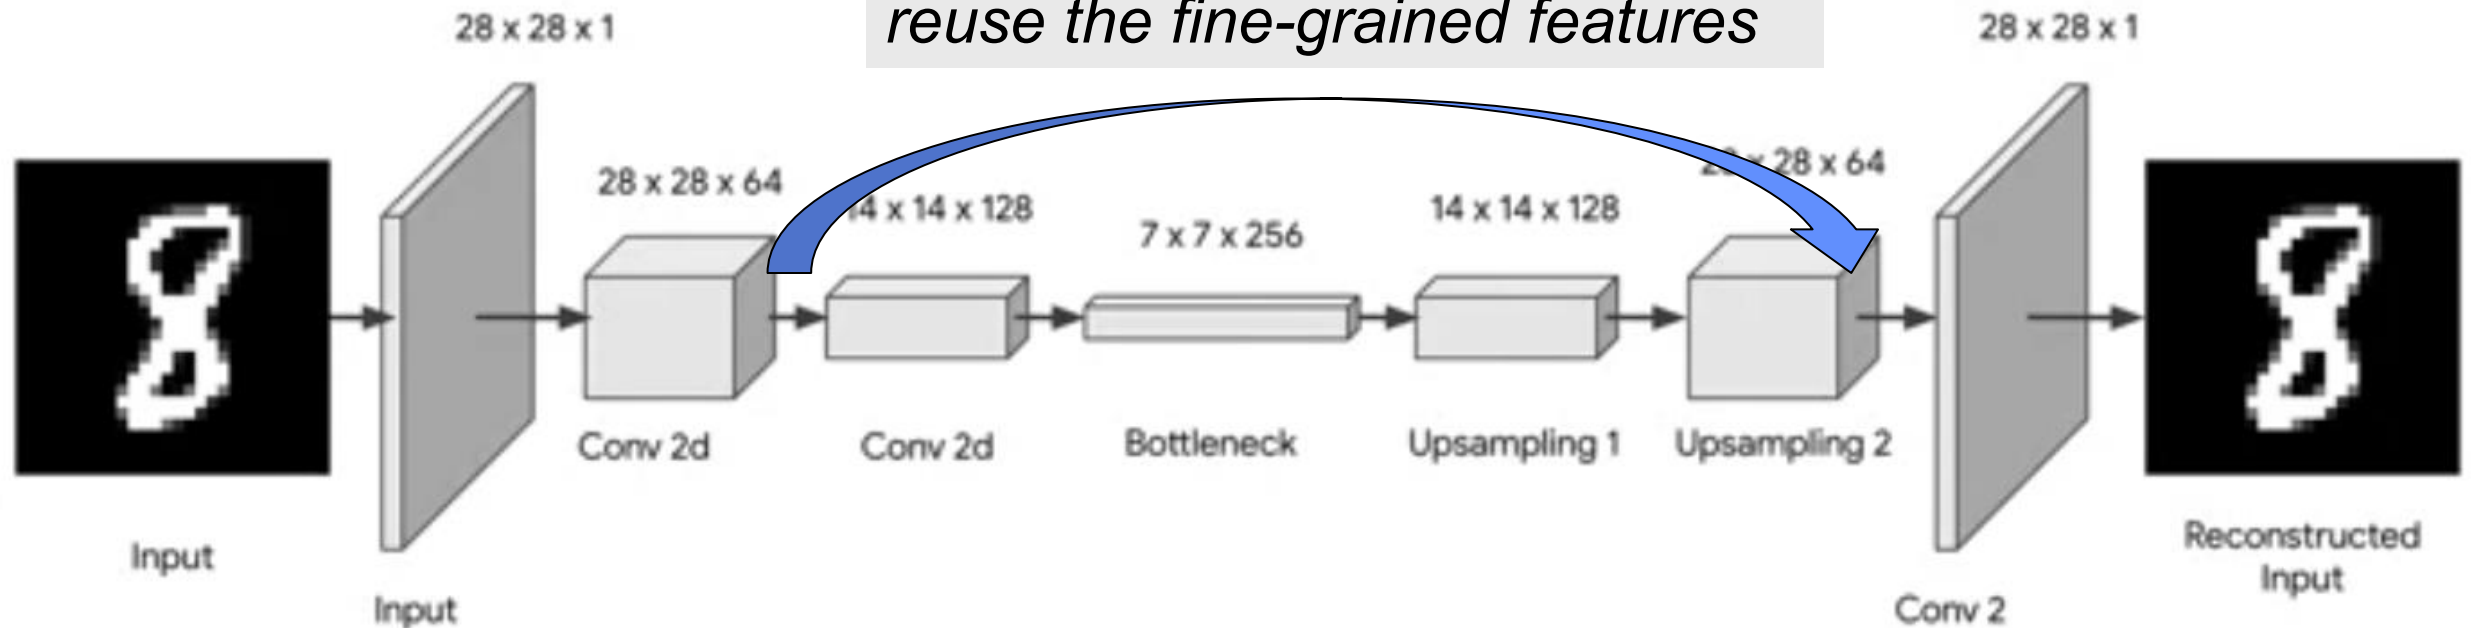 reuse the fine-grained features
28 x 28 x 1
28 x 28 x 1
28 x 28 x 64
14 x 14 x 128
7 x 7 x 256
14 x 14 x 128
28 x 28 x 64
Conv 2d
Conv 2d
Bottleneck
Upsampling 1
Upsampling 2
Input
Input
Conv 2
Reconstructed
Input